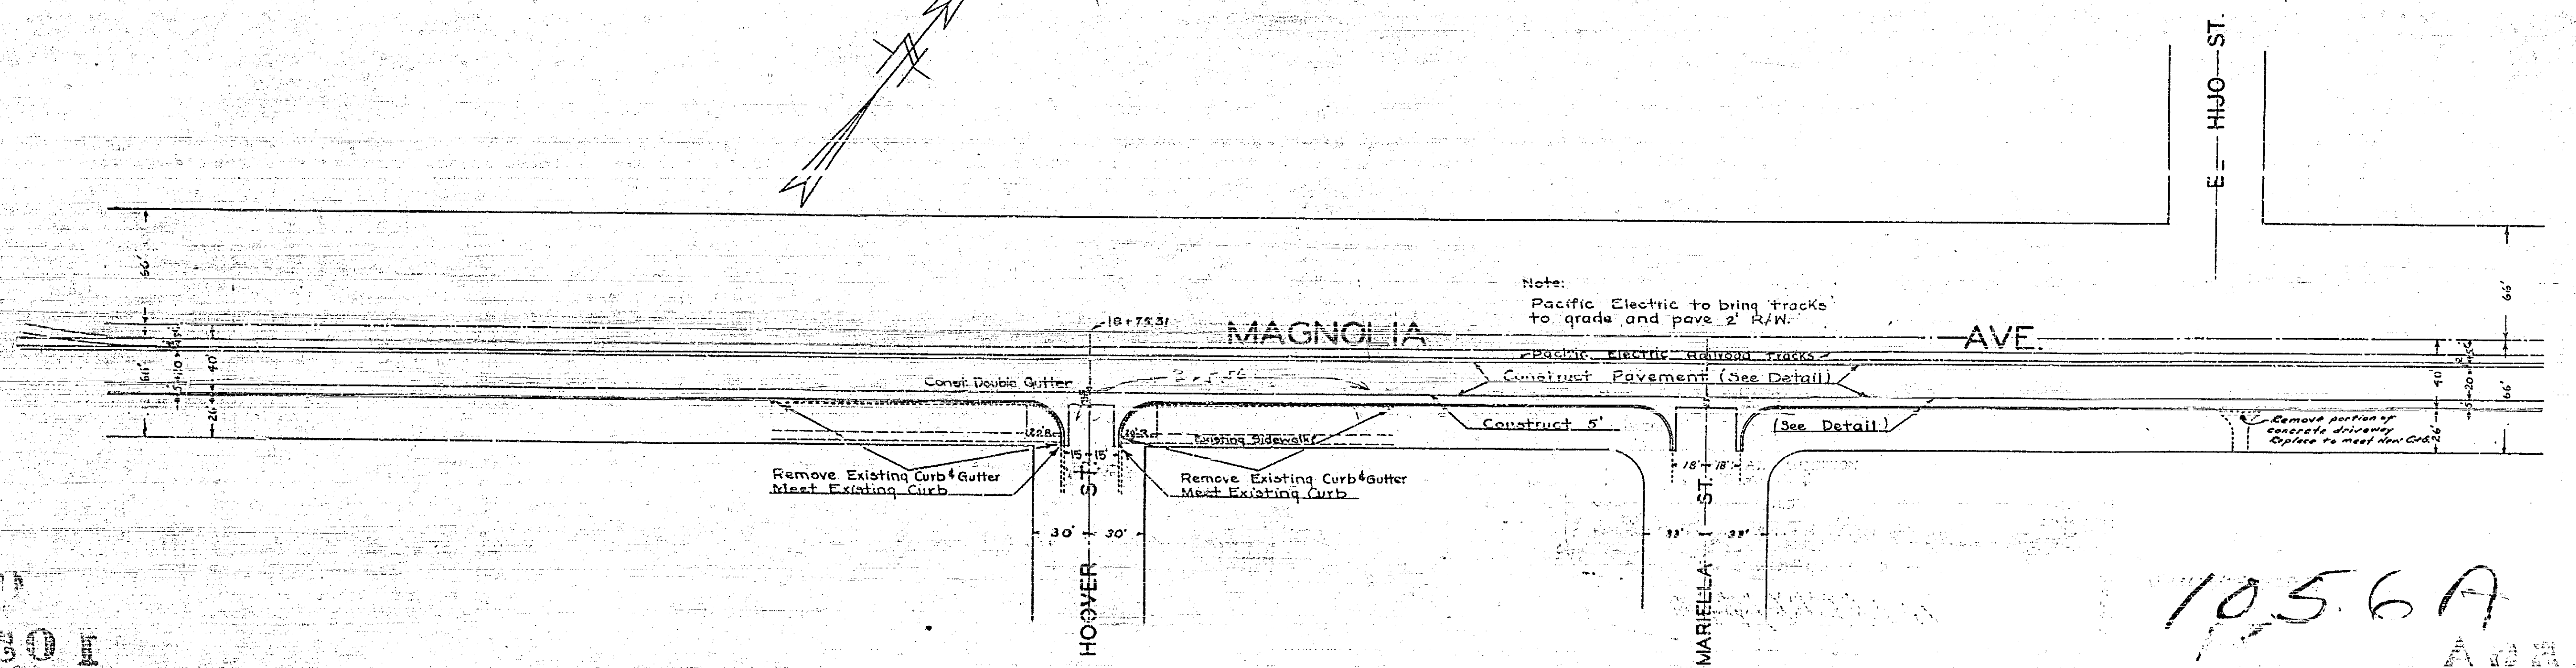 E— HIJO— ST.
66'
Note:
Pacific Electric to bring tracks
to grade and pave 2' R/W.
66'
18+75.31
MAGNOLIA AVE.
Pacific Electric Railroad Tracks
40'
Const. Double Gutter
Construct Pavement (See Detail)
40'
66'
26'
20'R
Existing Sidewalk
Construct 5'
(See Detail)
Remove portion of
concrete driveway
Replace to meet new C&G.
26'
15' 15'
18' 18'
Remove Existing Curb & Gutter
Meet Existing Curb
Remove Existing Curb & Gutter
Meet Existing Curb
30' 30'
33' 33'
HOOVER ST.
MARIELLA ST.
1056A